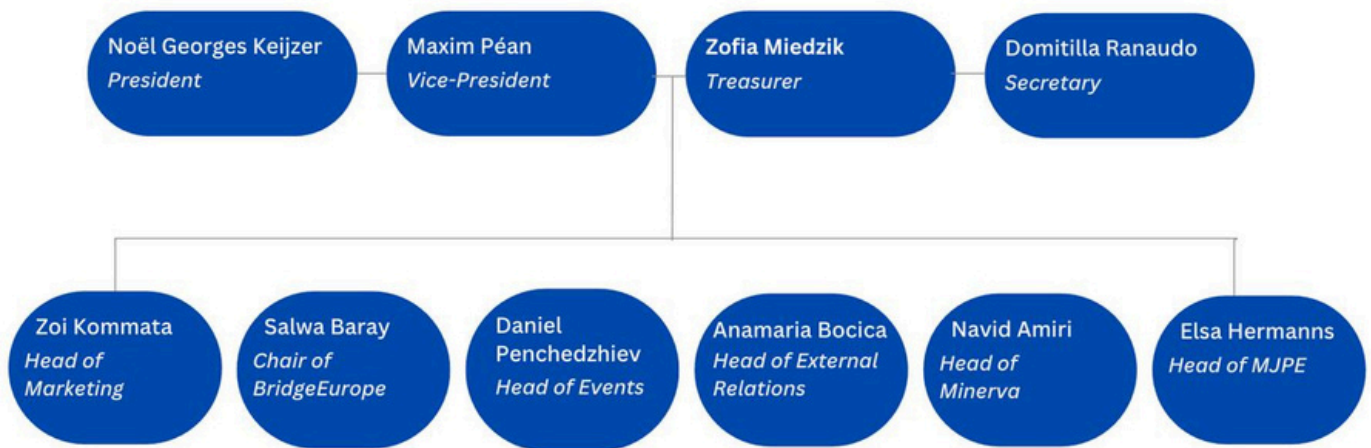 Noël Georges Keijzer
President
Maxim Péan
Vice-President
Zofia Miedzik
Treasurer
Domitilla Ranaudo
Secretary
Zoi Kommata
Head of
Marketing
Salwa Baray
Chair of
BridgeEurope
Daniel
Penchedzhiev
Head of Events
Anamaria Bocica
Head of External
Relations
Navid Amiri
Head of
Minerva
Elsa Hermanns
Head of MJPE